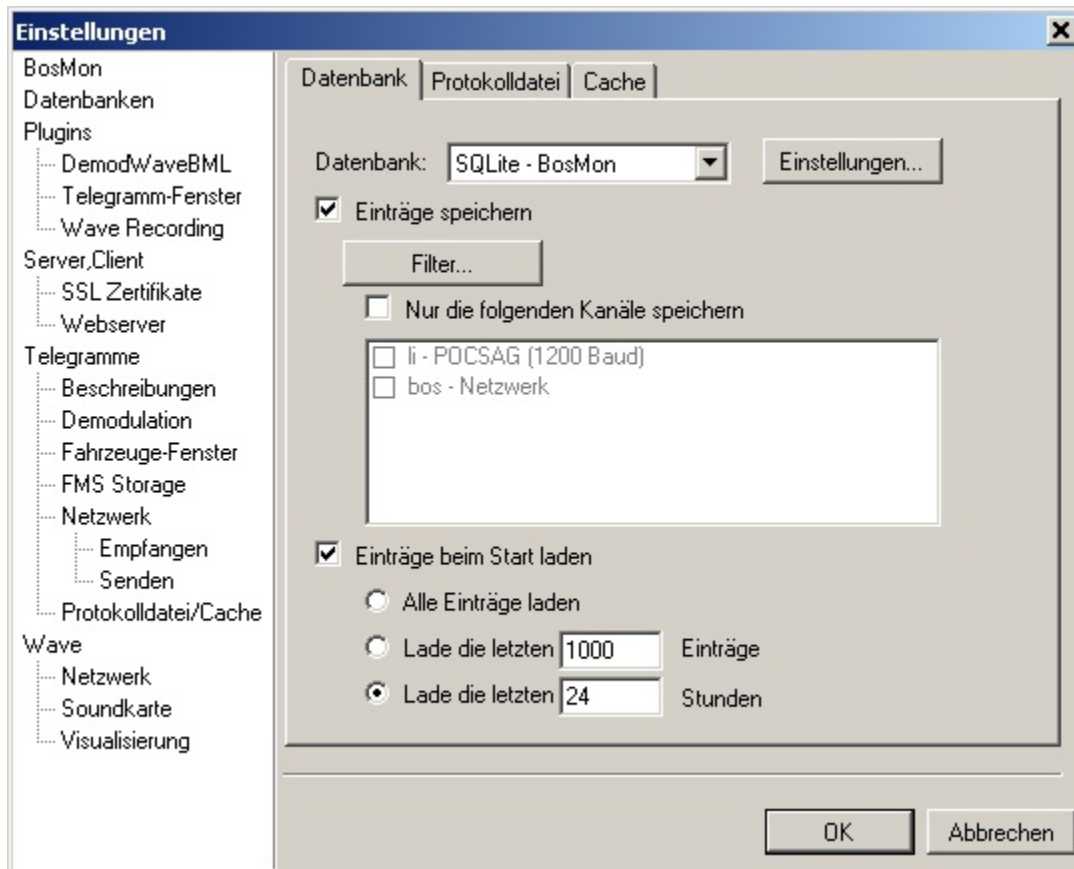 Einstellungen
BosMon
Datenbanken
Plugins
DemodWaveBML
Telegramm-Fenster
Wave Recording
Server,Client
SSL Zertifikate
Webserver
Telegramme
Beschreibungen
Demodulation
Fahrzeuge-Fenster
FMS Storage
Netzwerk
Empfangen
Senden
Protokolldatei/Cache
Wave
Netzwerk
Soundkarte
Visualisierung
Datenbank Protokolldatei Cache
Datenbank: SQLite - BosMon Einstellungen...
Einträge speichern
Filter...
Nur die folgenden Kanäle speichern
li - POCSAG (1200 Baud)
bos - Netzwerk
Einträge beim Start laden
Alle Einträge laden
Lade die letzten 1000 Einträge
Lade die letzten 24 Stunden
OK Abbrechen